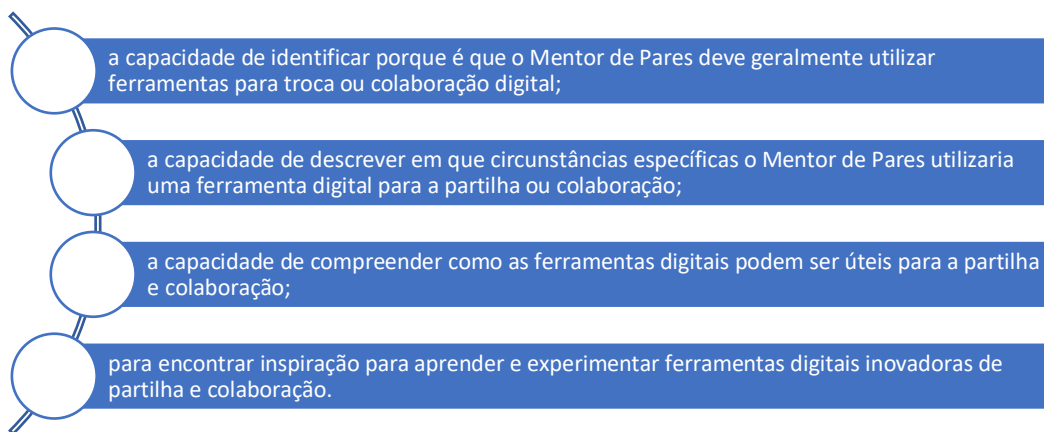 a capacidade de identificar porque é que o Mentor de Pares deve geralmente utilizar
ferramentas para troca ou colaboração digital;
a capacidade de descrever em que circunstâncias específicas o Mentor de Pares utilizaria
uma ferramenta digital para a partilha ou colaboração;
a capacidade de compreender como as ferramentas digitais podem ser úteis para a partilha
e colaboração;
para encontrar inspiração para aprender e experimentar ferramentas digitais inovadoras de
partilha e colaboração.